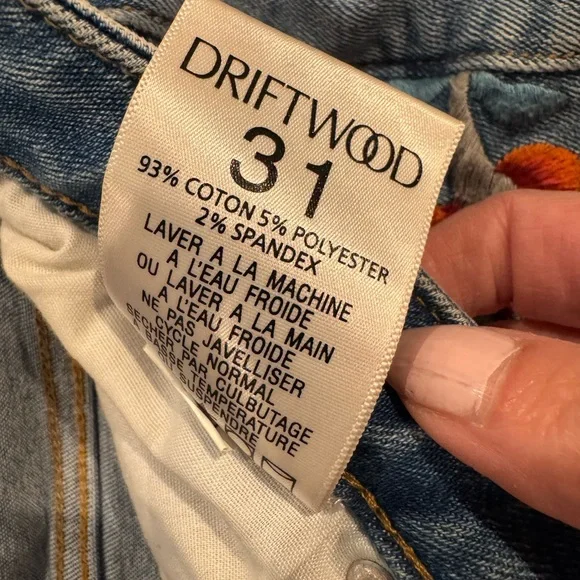 DRIFTWOOD
31
93% COTON 5% POLYESTER
2% SPANDEX
LAVER A LA MACHINE
A L'EAU FROIDE
OU LAVER A LA MAIN
A L'EAU FROIDE
NE PAS JAVELLISER
CYCLE NORMAL
SECHER PAR CULBUTAGE
A BASSE TEMPERATURE
SUSPENDRE